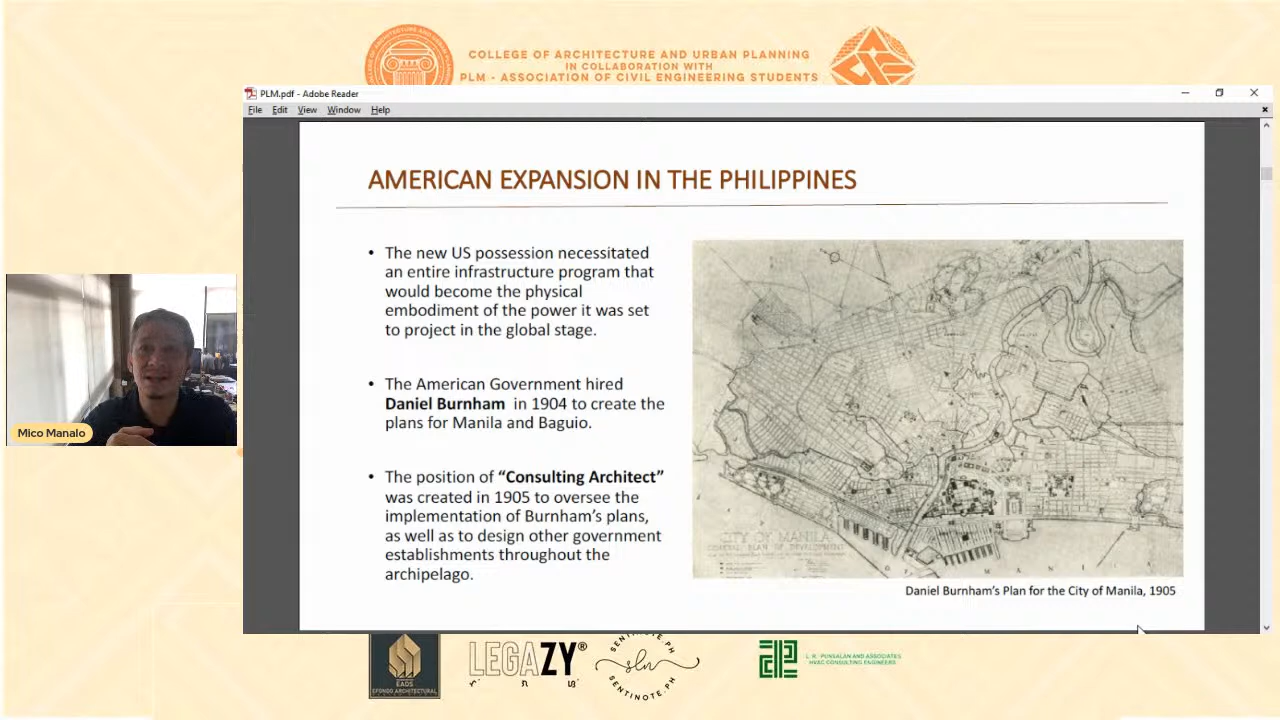 COLLEGE OF ARCHITECTURE AND URBAN PLANNING
IN COLLABORATION WITH
PLM - ASSOCIATION OF CIVIL ENGINEERING STUDENTS
PLM.pdf - Adobe Reader
File Edit View Window Help
AMERICAN EXPANSION IN THE PHILIPPINES
• The new US possession necessitated
an entire infrastructure program that
would become the physical
embodiment of the power it was set
to project in the global stage.
• The American Government hired
Daniel Burnham in 1904 to create the
plans for Manila and Baguio.
• The position of “Consulting Architect”
was created in 1905 to oversee the
implementation of Burnham’s plans,
as well as to design other government
establishments throughout the
archipelago.
CITY OF MANILA
GENERAL PLAN OF DEVELOPMENT
Daniel Burnham’s Plan for the City of Manila, 1905
Mico Manalo
EADS
EFONDO ARCHITECTURAL
LEGAZY®
SENTINOTE.PH
sln
SENTINOTE.PH
L. R. PUNSALAN AND ASSOCIATES
HVAC CONSULTING ENGINEERS